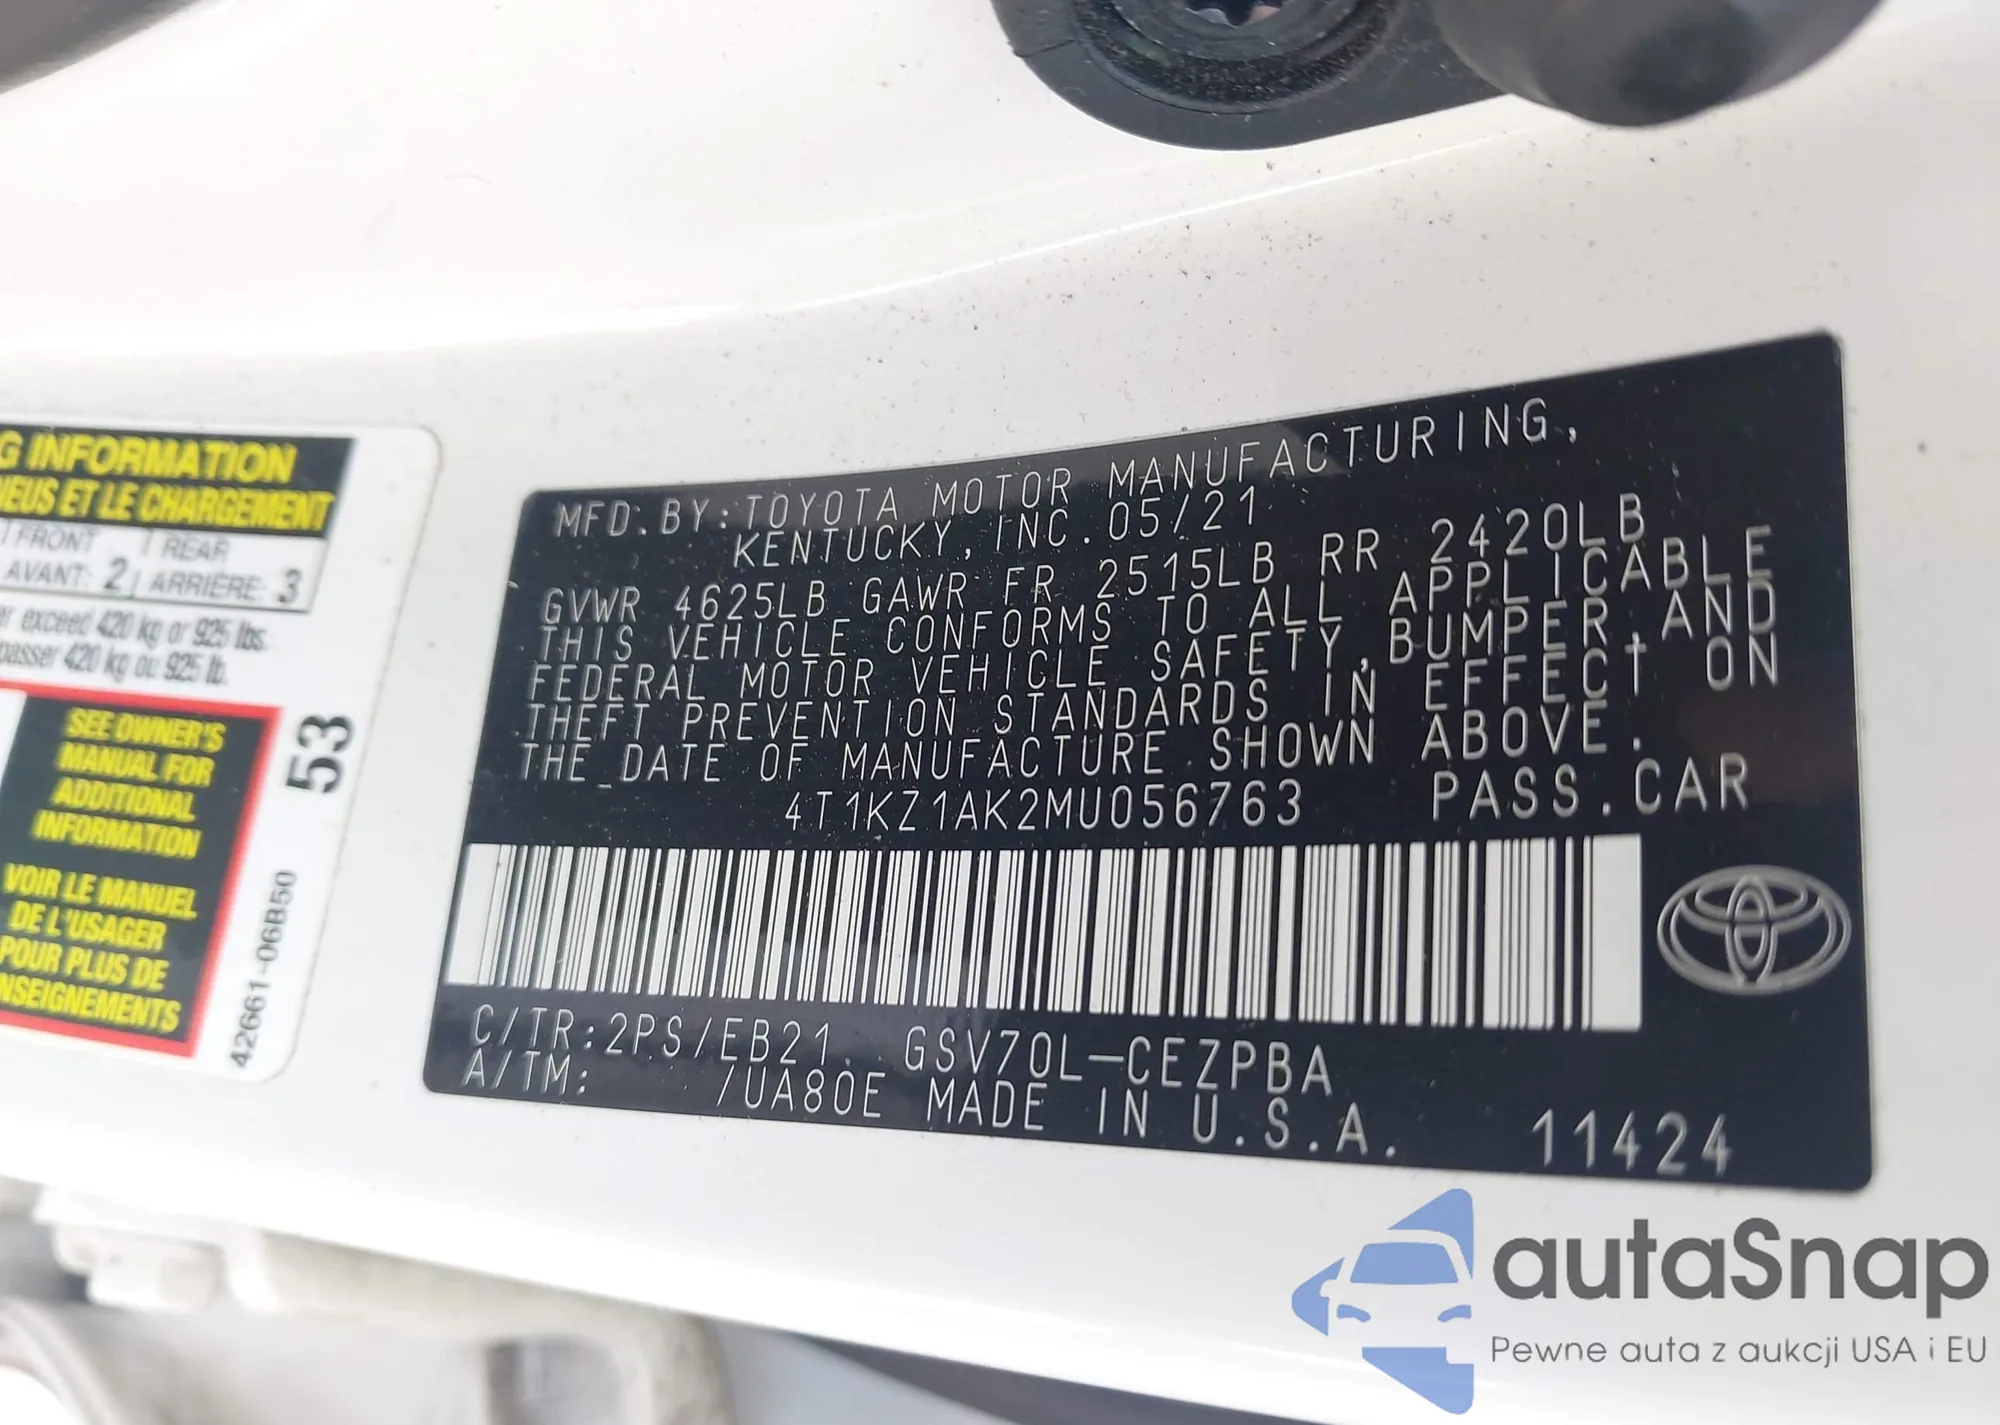 G INFORMATION
NEUS ET LE CHARGEMENT
FRONT REAR
AVANT: 2 ARRIÈRE: 3
exceed 420 kg or 925 lbs.
passer 420 kg ou 925 lb.
SEE OWNER'S
MANUAL FOR
ADDITIONAL
INFORMATION
VOIR LE MANUEL
DE L'USAGER
POUR PLUS DE
NSEIGNEMENTS
53
42661-06B50
MFD. BY: TOYOTA MOTOR MANUFACTURING,
KENTUCKY, INC. 05/21
GVWR 4625LB GAWR FR 2515LB RR 2420LB
THIS VEHICLE CONFORMS TO ALL APPLICABLE
FEDERAL MOTOR VEHICLE SAFETY, BUMPER, AND
THEFT PREVENTION STANDARDS IN EFFECT ON
THE DATE OF MANUFACTURE SHOWN ABOVE.
4T1KZ1AK2MU056763 PASS. CAR
C/TR: 2PS/EB21 GSV70L-CEZPBA
A/TM: /UA80E MADE IN U.S.A. 11424
autaSnap
Pewne auta z aukcji USA i EU